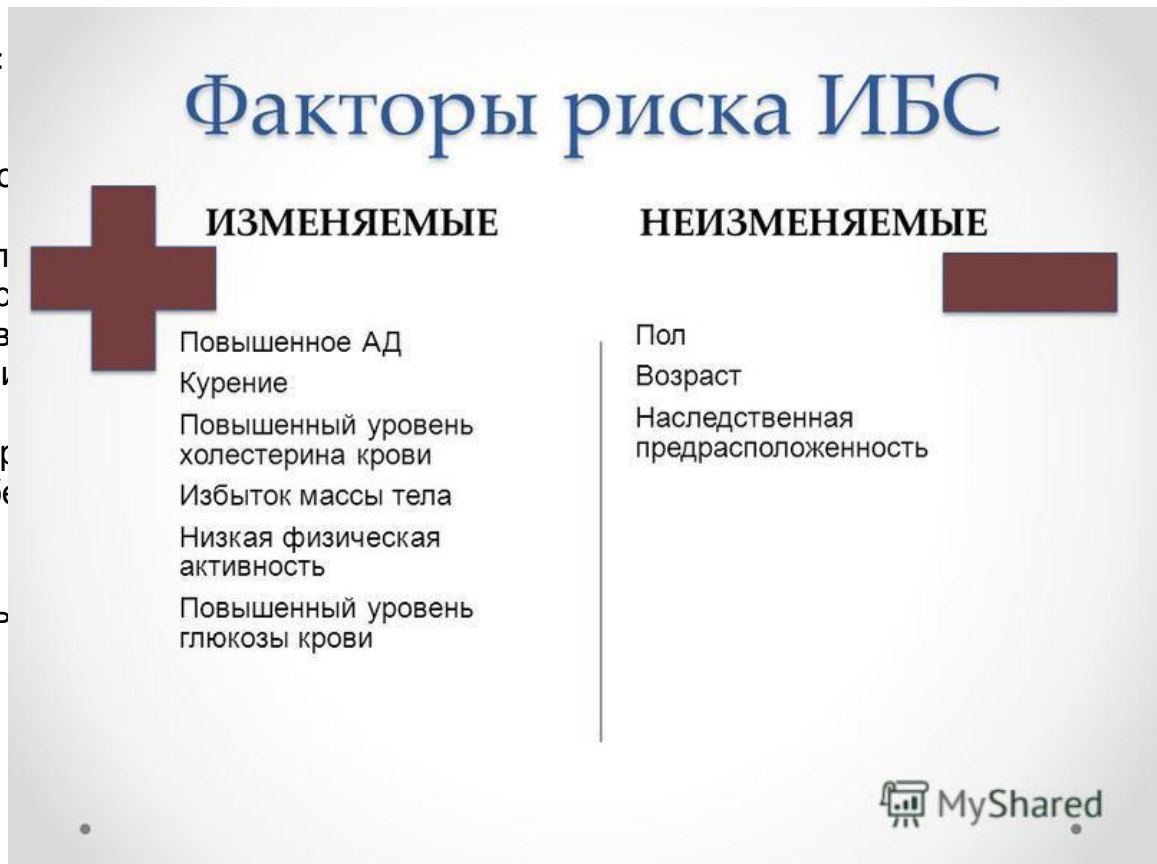 Факторы риска ИБС
ИЗМЕНЯЕМЫЕ
Повышенное АД
Курение
Повышенный уровень
холестерина крови
Избыток массы тела
Низкая физическая
активность
Повышенный уровень
глюкозы крови
НЕИЗМЕНЯЕМЫЕ
Пол
Возраст
Наследственная
предрасположенность
MyShared